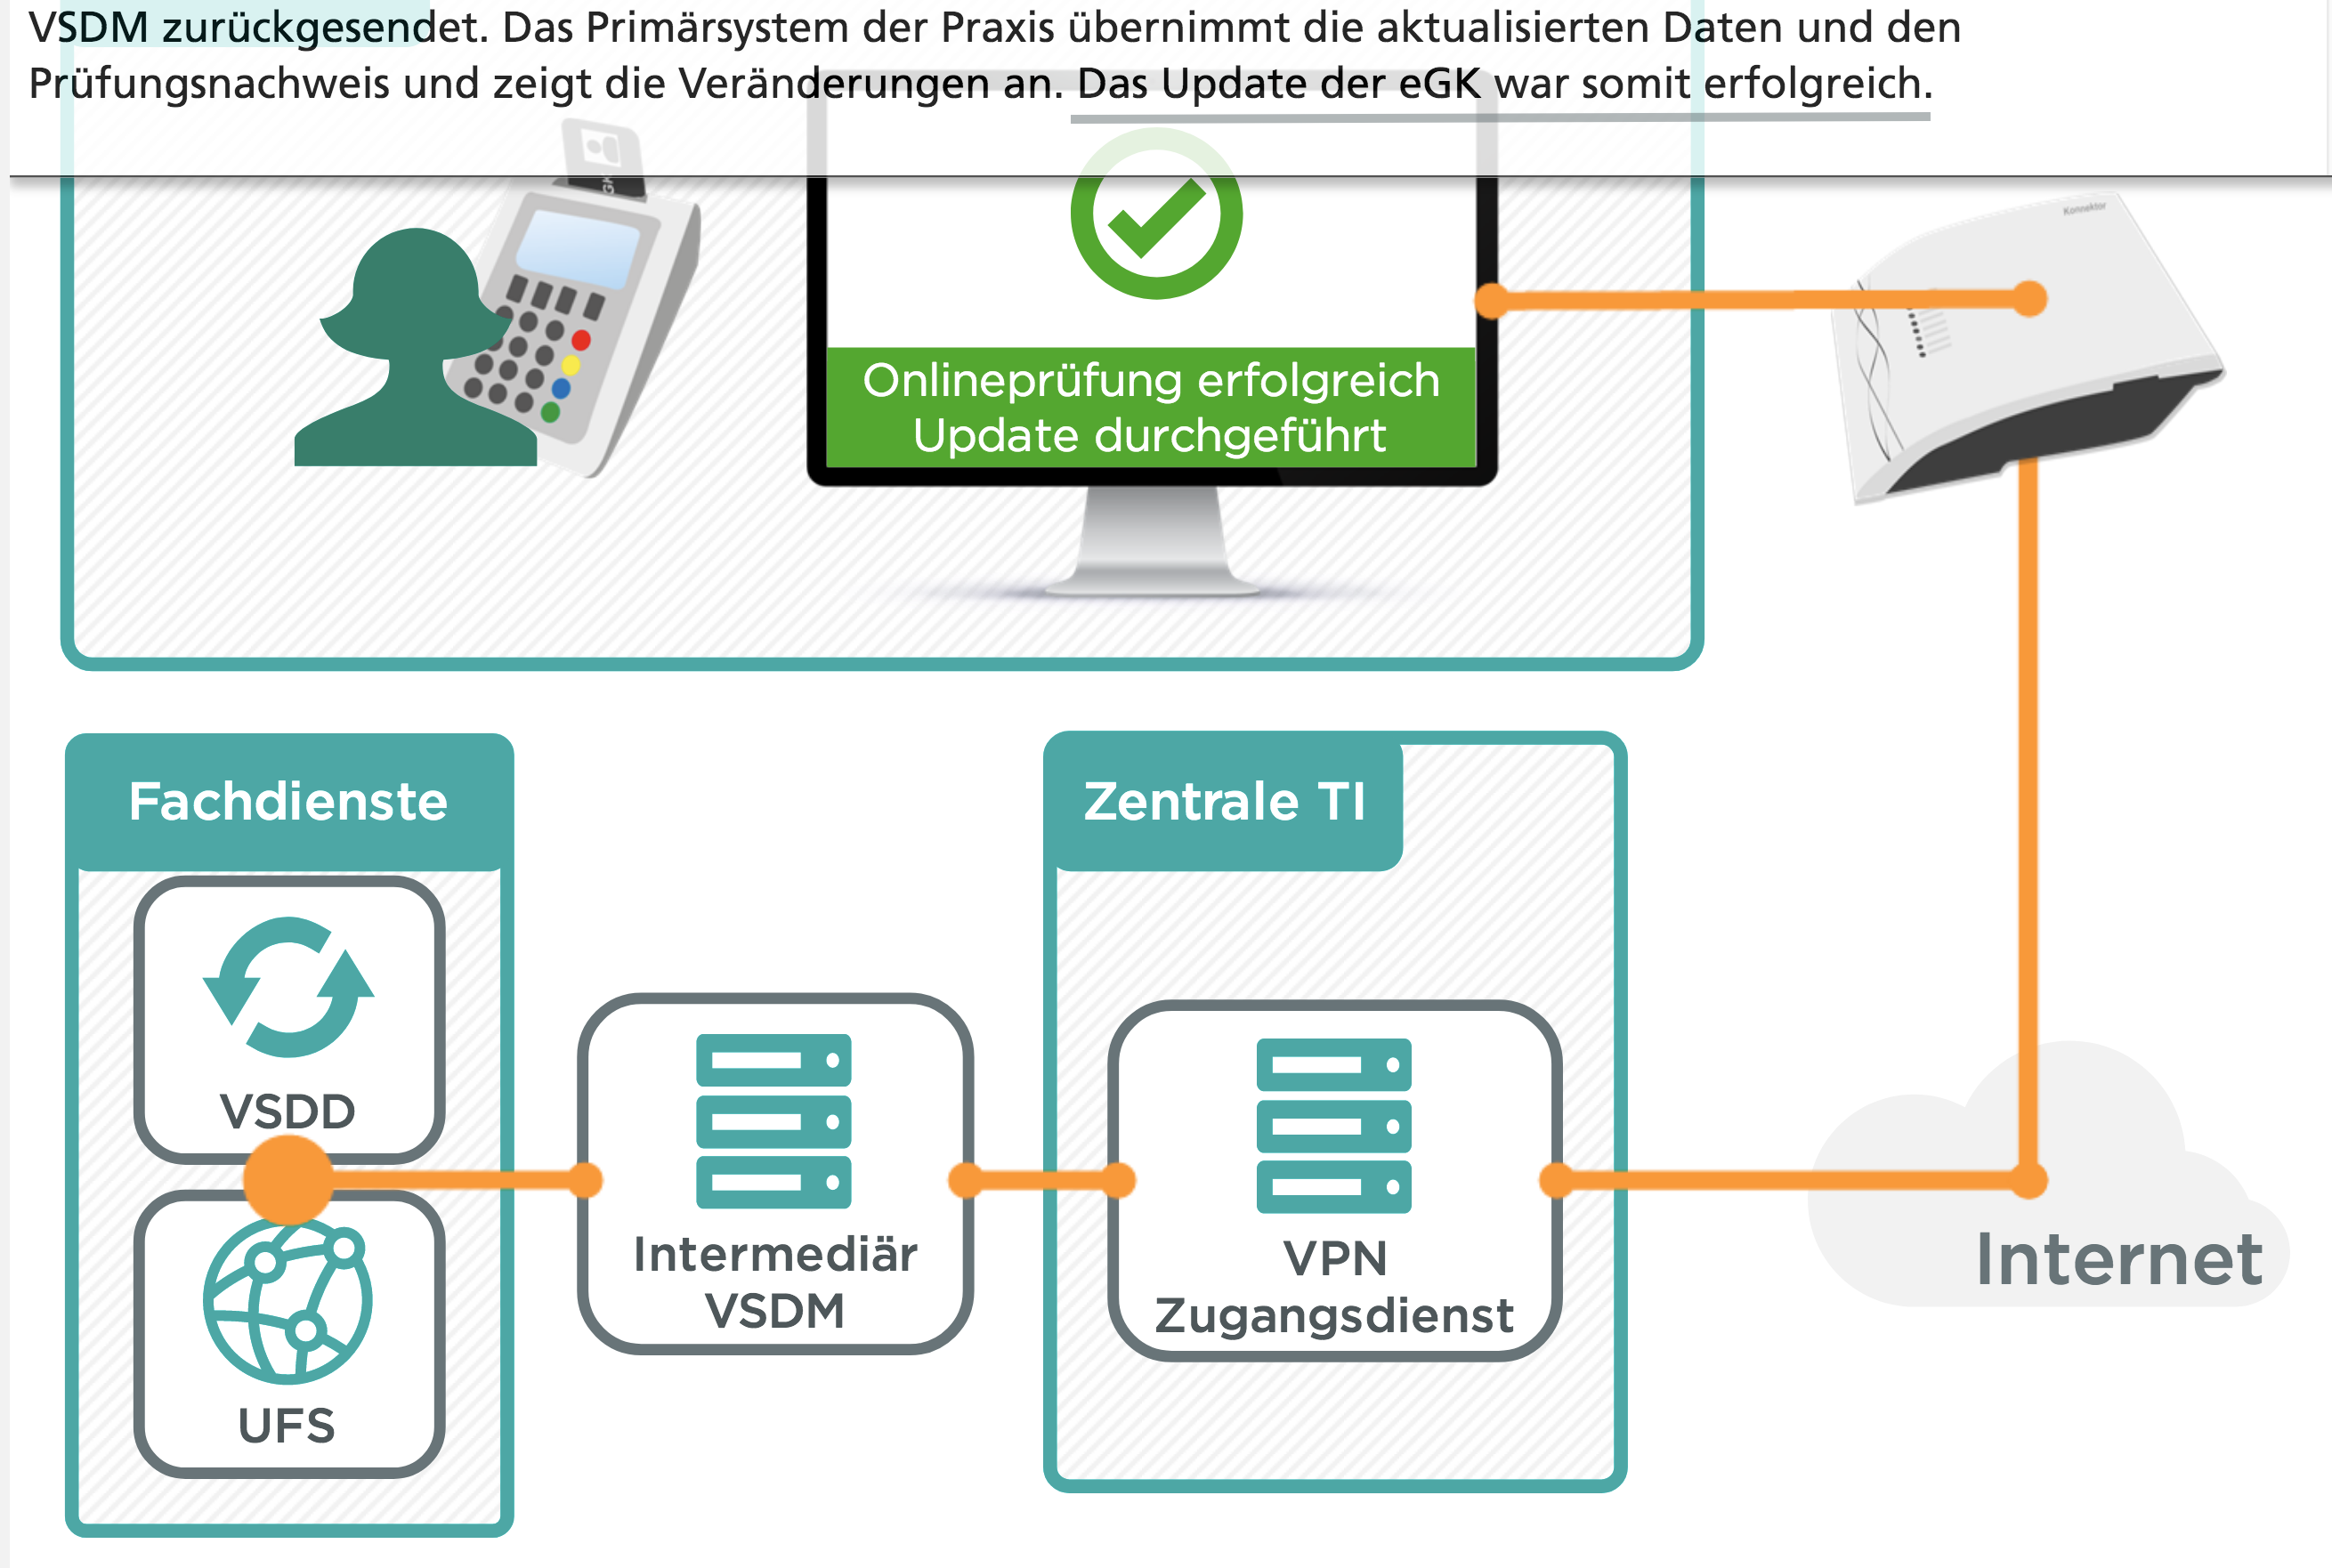 VSDM zurückgesendet. Das Primärsystem der Praxis übernimmt die aktualisierten Daten und den
Prüfungsnachweis und zeigt die Veränderungen an. Das Update der eGK war somit erfolgreich.
Konnektor
Onlineprüfung erfolgreich
Update durchgeführt
Fachdienste
Zentrale TI
VSDD
Intermediär
VSDM
VPN
Zugangsdienst
Internet
UFS